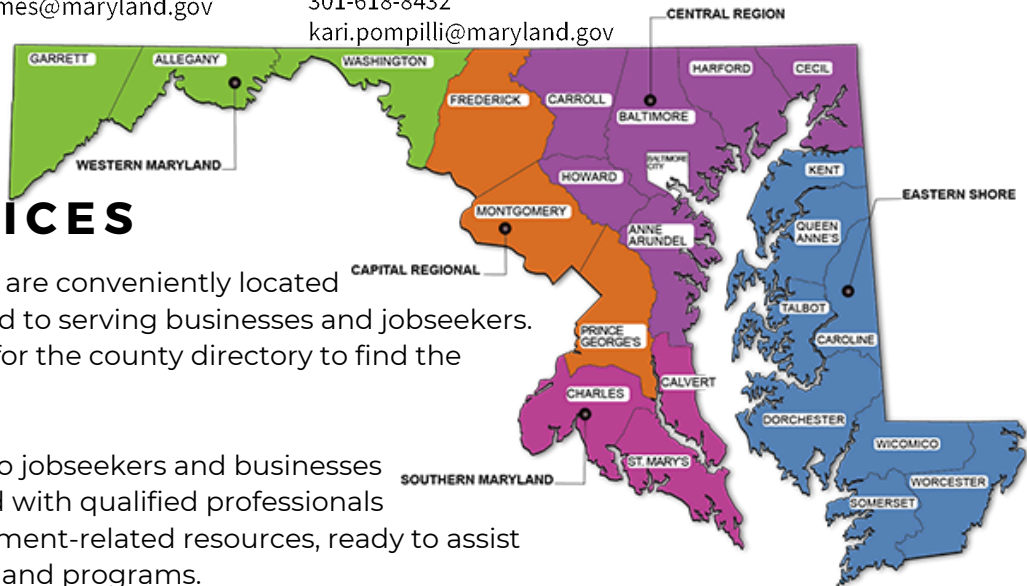 mes@maryland.gov
301-618-8432
kari.pompilli@maryland.gov
CENTRAL REGION
GARRETT
ALLEGANY
WASHINGTON
HARFORD
CECIL
FREDERICK
CARROLL
BALTIMORE
WESTERN MARYLAND
BALTIMORE
CITY
HOWARD
KENT
EASTERN SHORE
ICES
MONTGOMERY
ANNE
ARUNDEL
QUEEN
ANNE'S
CAPITAL REGIONAL
are conveniently located
d to serving businesses and jobseekers.
for the county directory to find the
TALBOT
PRINCE
GEORGE'S
CAROLINE
CALVERT
CHARLES
DORCHESTER
WICOMICO
o jobseekers and businesses
SOUTHERN MARYLAND
ST. MARY'S
WORCESTER
d with qualified professionals
SOMERSET
ment-related resources, ready to assist
and programs.